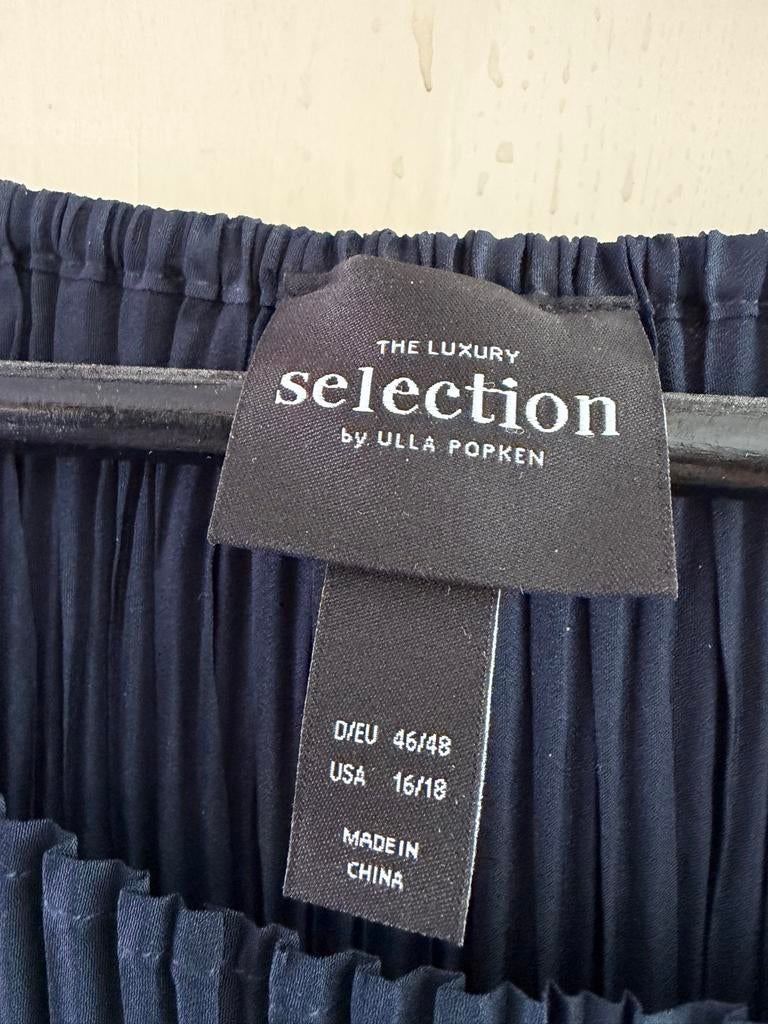 THE LUXURY
selection
by ULLA POPKEN
D/EU 46/48
USA 16/18
MADE IN
CHINA